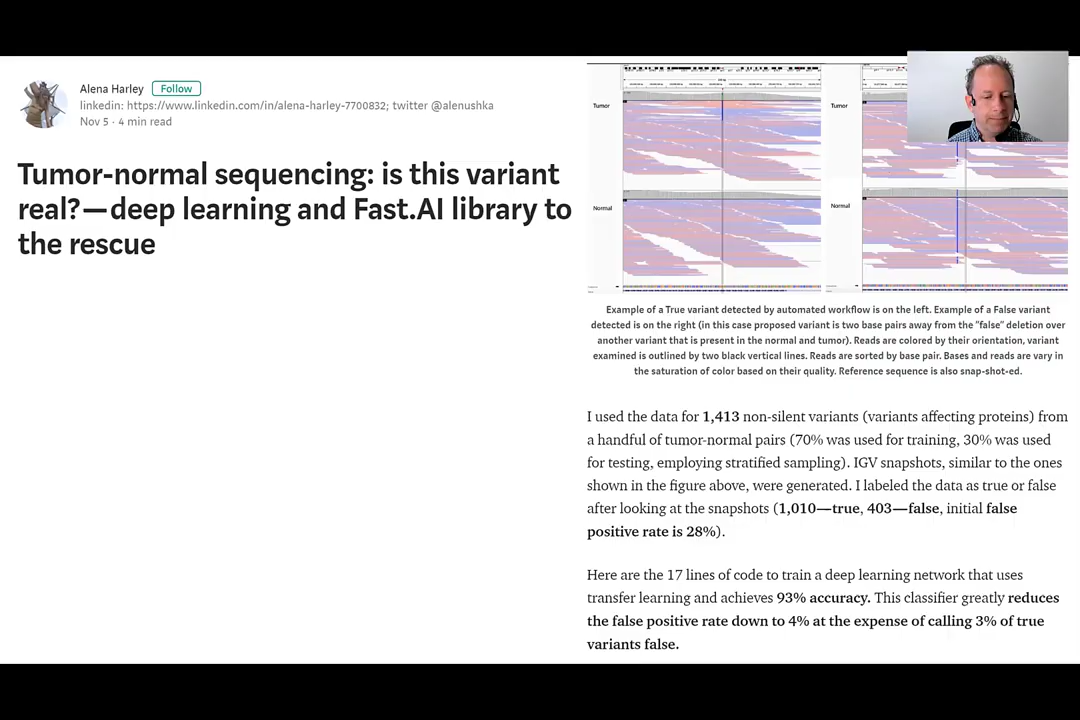 Alena Harley Follow
linkedin: https://www.linkedin.com/in/alena-harley-7700832; twitter @alenushka
Nov 5 · 4 min read
Tumor-normal sequencing: is this variant
real? — deep learning and Fast.AI library to
the rescue
Tumor
Normal
Tumor
Normal
Example of a True variant detected by automated workflow is on the left. Example of a False variant
detected is on the right (in this case proposed variant is two base pairs away from the "false" deletion over
another variant that is present in the normal and tumor). Reads are colored by their orientation, variant
examined is outlined by two black vertical lines. Reads are sorted by base pair. Bases and reads are vary in
the saturation of color based on their quality. Reference sequence is also snap-shot-ed.
I used the data for 1,413 non-silent variants (variants affecting proteins) from
a handful of tumor-normal pairs (70% was used for training, 30% was used
for testing, employing stratified sampling). IGV snapshots, similar to the ones
shown in the figure above, were generated. I labeled the data as true or false
after looking at the snapshots (1,010—true, 403—false, initial false
positive rate is 28%).
Here are the 17 lines of code to train a deep learning network that uses
transfer learning and achieves 93% accuracy. This classifier greatly reduces
the false positive rate down to 4% at the expense of calling 3% of true
variants false.